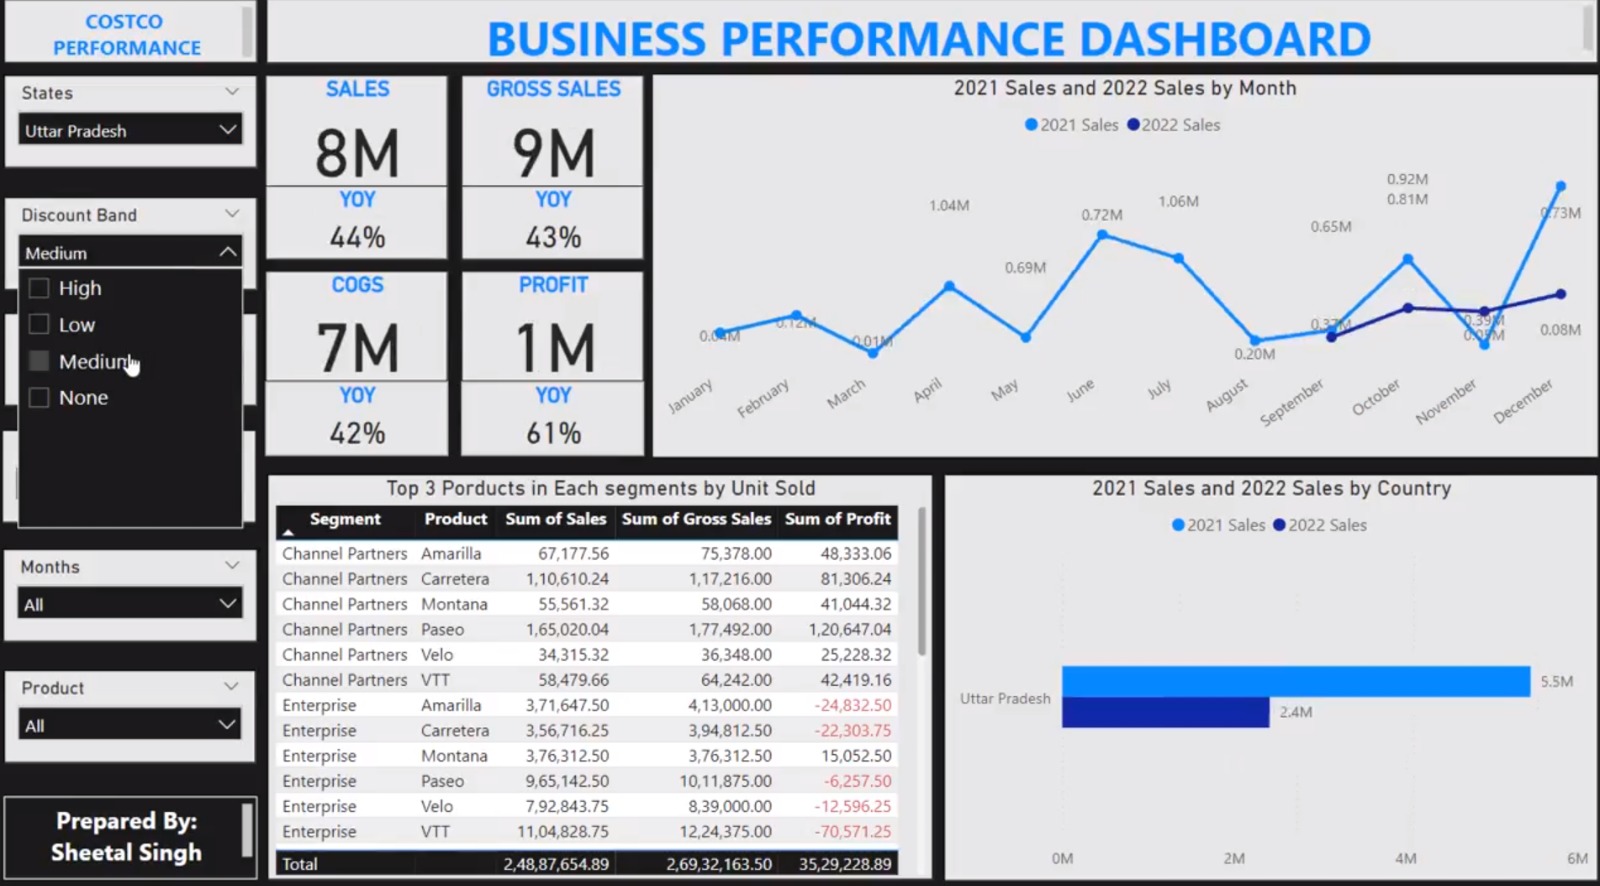 COSTCO
PERFORMANCE
BUSINESS PERFORMANCE DASHBOARD
States
Uttar Pradesh
Discount Band
Medium
High
Low
Medium
None
Months
All
Product
All
Prepared By:
Sheetal Singh
SALES
8M
YOY
44%
GROSS SALES
9M
YOY
43%
COGS
7M
YOY
42%
PROFIT
1M
YOY
61%
2021 Sales and 2022 Sales by Month
2021 Sales 2022 Sales
0.04M 0.12M 0.01M 1.04M 0.69M 0.72M 1.06M 0.20M 0.65M 0.37M 0.92M 0.81M 0.39M 0.73M 0.08M
January February March April May June July August September October November December
Top 3 Porducts in Each segments by Unit Sold
Segment Product Sum of Sales Sum of Gross Sales Sum of Profit
Channel Partners Amarilla 67,177.56 75,378.00 48,333.06
Channel Partners Carretera 1,10,610.24 1,17,216.00 81,306.24
Channel Partners Montana 55,561.32 58,068.00 41,044.32
Channel Partners Paseo 1,65,020.04 1,77,492.00 1,20,647.04
Channel Partners Velo 34,315.32 36,348.00 25,228.32
Channel Partners VTT 58,479.66 64,242.00 42,419.16
Enterprise Amarilla 3,71,647.50 4,13,000.00 -24,832.50
Enterprise Carretera 3,56,716.25 3,94,812.50 -22,303.75
Enterprise Montana 3,76,312.50 3,76,312.50 15,052.50
Enterprise Paseo 9,65,142.50 10,11,875.00 -6,257.50
Enterprise Velo 7,92,843.75 8,39,000.00 -12,596.25
Enterprise VTT 11,04,828.75 12,24,375.00 -70,571.25
Total 2,48,87,654.89 2,69,32,163.50 35,29,228.89
2021 Sales and 2022 Sales by Country
2021 Sales 2022 Sales
Uttar Pradesh
5.5M
2.4M
0M 2M 4M 6M